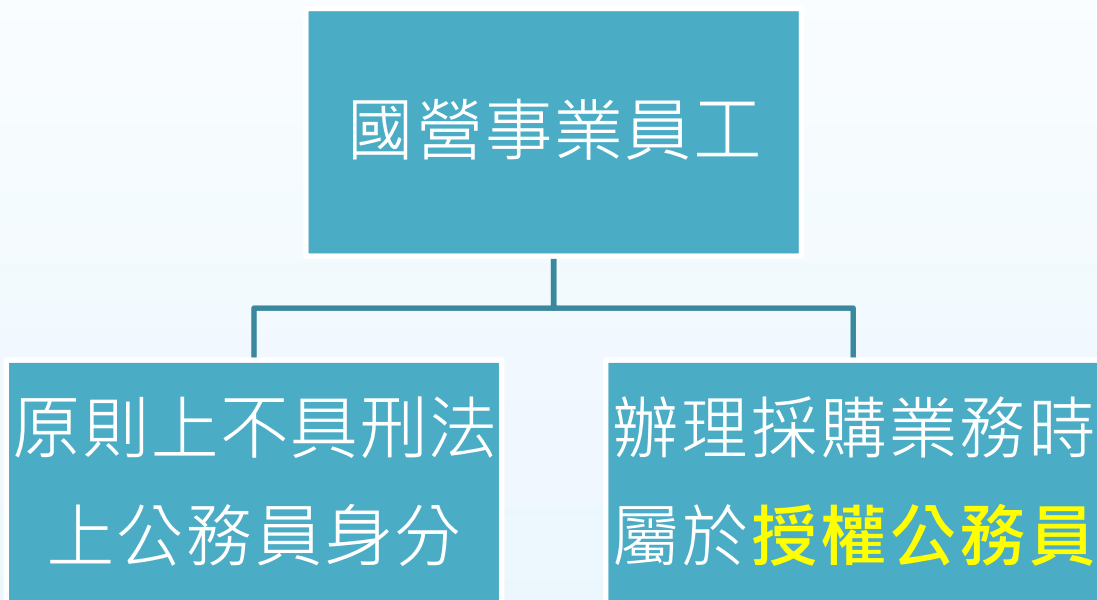 國營事業員工
原則上不具刑法
上公務員身分
辦理採購業務時
屬於授權公務員